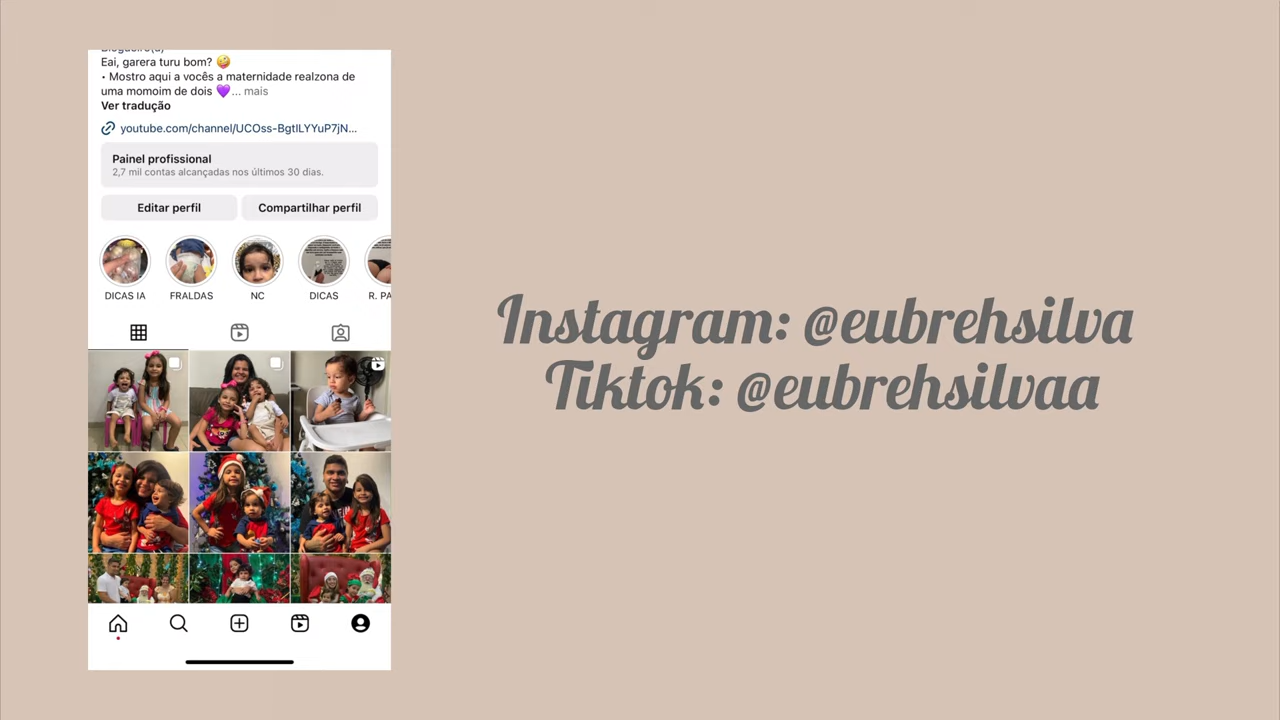 Blogueiro(a)
Eai, garera turu bom? 🤪
• Mostro aqui a vocês a maternidade realzona de
uma momoim de dois 💜... mais
Ver tradução
youtube.com/channel/UCOss-BgtlLYYuP7jN...
Painel profissional
2,7 mil contas alcançadas nos últimos 30 dias.
Editar perfil Compartilhar perfil
DICAS IA FRALDAS NC DICAS R. PA
Instagram: @eubrehsilva
Tiktok: @eubrehsilvaa